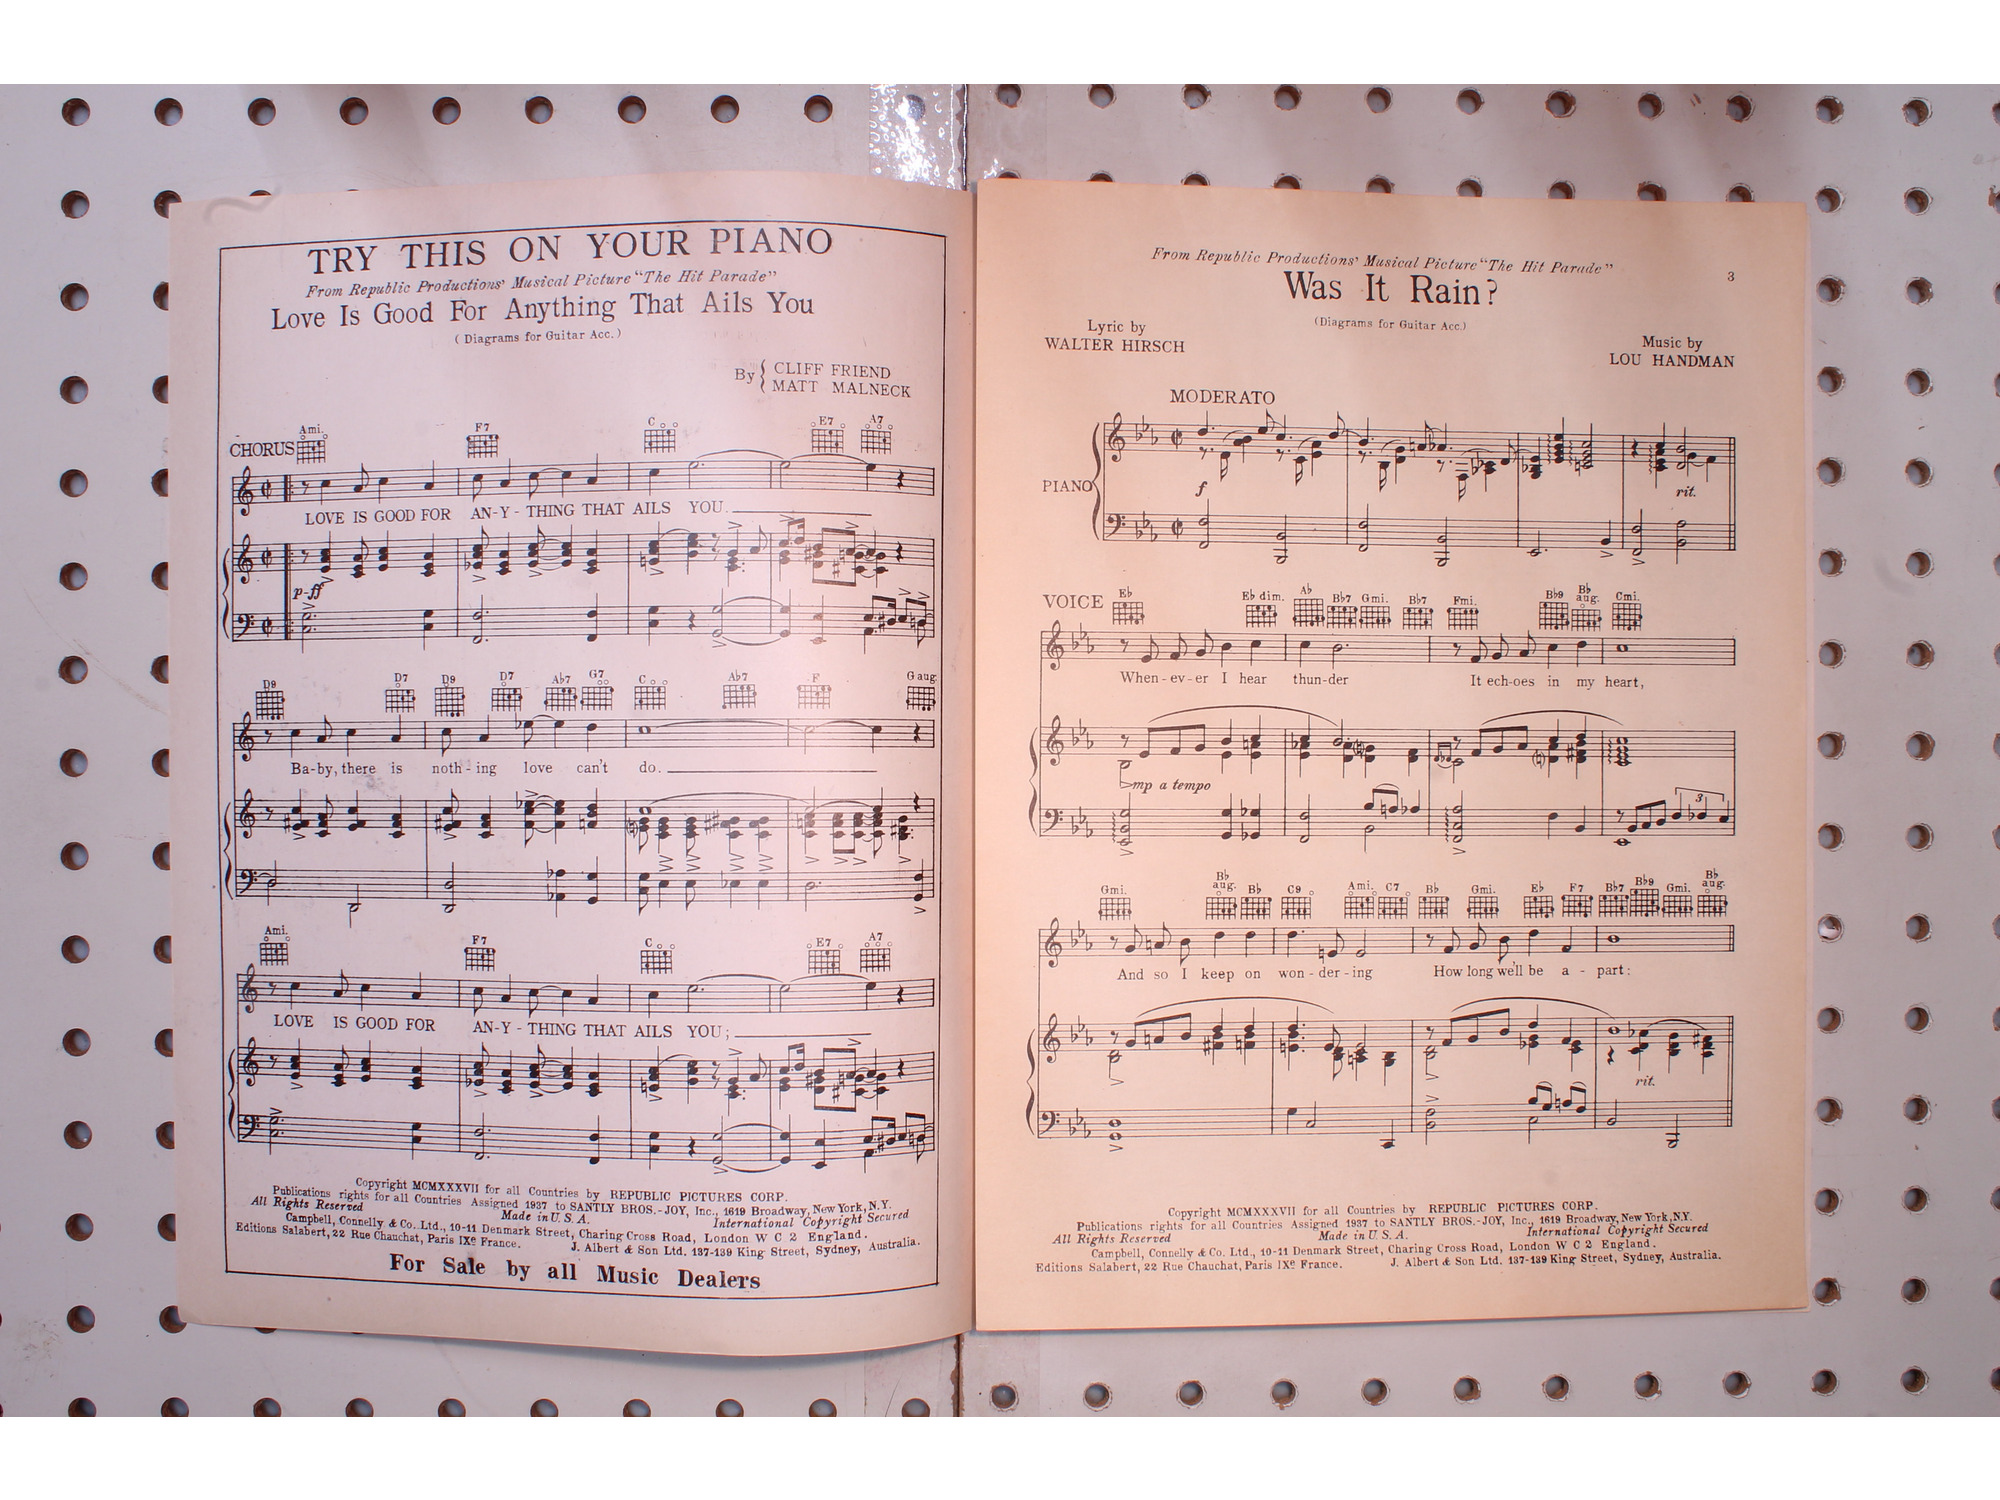 TRY THIS ON YOUR PIANO
From Republic Productions' Musical Picture "The Hit Parade"
Love Is Good For Anything That Ails You
(Diagrams for Guitar Acc.)
By { CLIFF FRIEND
MATT MALNECK
Ami. F7 C E7 A7
CHORUS
LOVE IS GOOD FOR AN-Y-THING THAT AILS YOU.
p-ff
D9 D7 D9 D7 Ab7 G7 C Ab7 F G aug.
Ba-by, there is noth-ing love can't do.
Ami. F7 C E7 A7
LOVE IS GOOD FOR AN-Y-THING THAT AILS YOU;
Copyright MCMXXXVII for all Countries by REPUBLIC PICTURES CORP.
Publications rights for all Countries Assigned 1937 to SANTLY BROS.-JOY, Inc., 1619 Broadway, New York, N.Y.
All Rights Reserved Made in U.S.A. International Copyright Secured
Campbell, Connelly & Co. Ltd., 10-11 Denmark Street, Charing Cross Road, London W C 2 England.
Editions Salabert, 22 Rue Chauchat, Paris IXe France. J. Albert & Son Ltd. 137-139 King Street, Sydney, Australia.
For Sale by all Music Dealers
From Republic Productions' Musical Picture "The Hit Parade"
3
Was It Rain?
(Diagrams for Guitar Acc.)
Lyric by
WALTER HIRSCH
Music by
LOU HANDMAN
MODERATO
PIANO
f rit.
Eb Eb dim. Ab Bb7 Gmi. Bb7 Fmi. Bb9 Bb aug. Cmi.
VOICE
When-ev-er I hear thun-der It ech-oes in my heart,
mp a tempo
3
Gmi. Bb aug. Bb C9 Ami. C7 Bb Gmi. Eb F7 Bb7 Bb9 Gmi. Bb aug.
And so I keep on won-der-ing How long we'll be a-part:
rit.
Copyright MCMXXXVII for all Countries by REPUBLIC PICTURES CORP.
Publications rights for all Countries Assigned 1937 to SANTLY BROS.-JOY, Inc., 1619 Broadway, New York, N.Y.
All Rights Reserved Made in U.S.A. International Copyright Secured
Campbell, Connelly & Co. Ltd., 10-11 Denmark Street, Charing Cross Road, London W C 2 England.
Editions Salabert, 22 Rue Chauchat, Paris IXe France. J. Albert & Son Ltd. 137-139 King Street, Sydney, Australia.